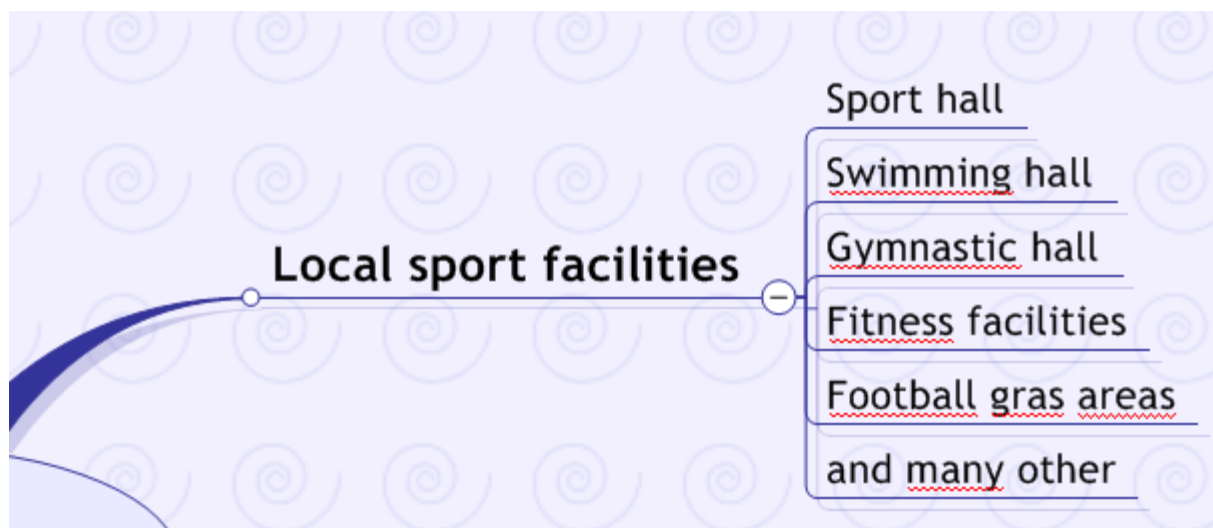 Sport hall
Swimming hall
Gymnastic hall
Local sport facilities
Fitness facilities
Football gras areas
and many other